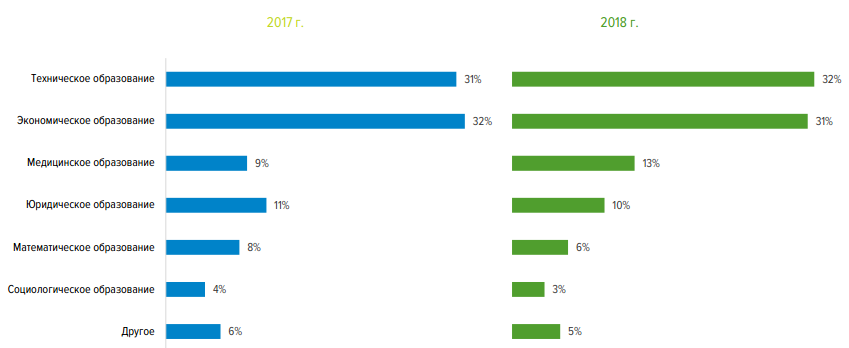 2017 г. 2018 г.
Техническое образование 31% 32%
Экономическое образование 32% 31%
Медицинское образование 9% 13%
Юридическое образование 11% 10%
Математическое образование 8% 6%
Социологическое образование 4% 3%
Другое 6% 5%